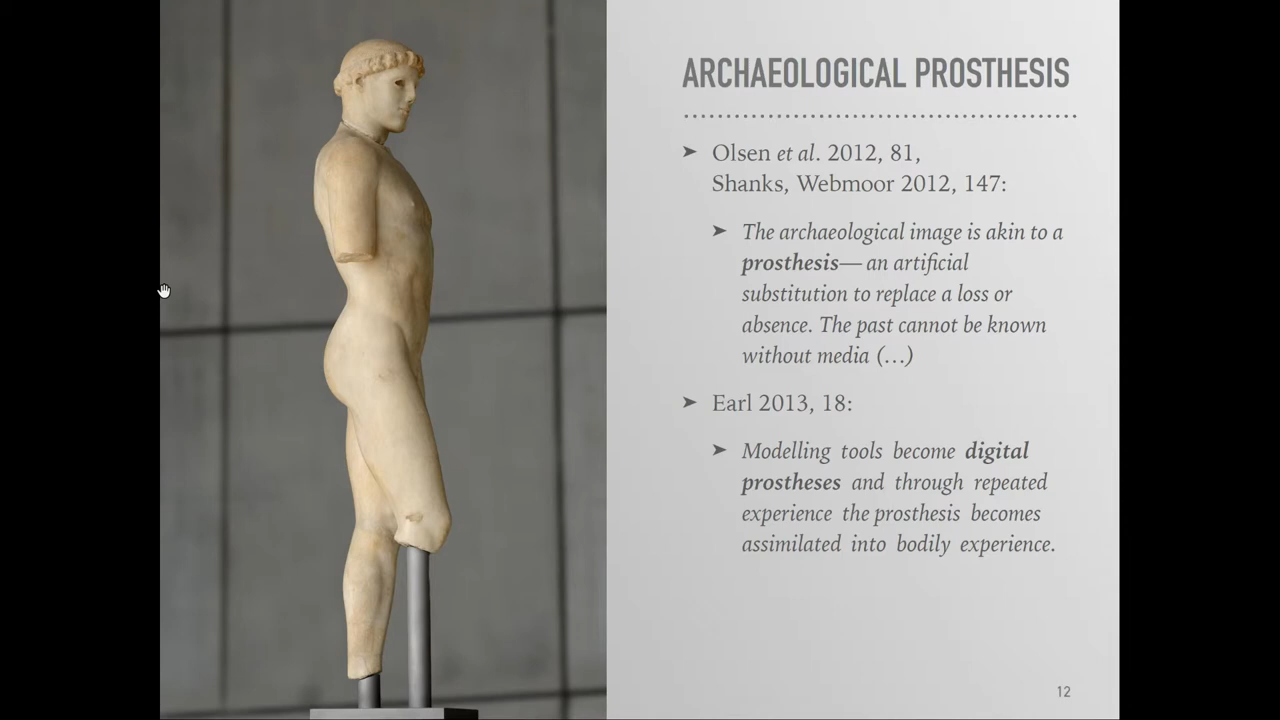 ARCHAEOLOGICAL PROSTHESIS
➤ Olsen et al. 2012, 81,
Shanks, Webmoor 2012, 147:
➤ The archaeological image is akin to a
prosthesis— an artificial
substitution to replace a loss or
absence. The past cannot be known
without media (…)
➤ Earl 2013, 18:
➤ Modelling tools become digital
prostheses and through repeated
experience the prosthesis becomes
assimilated into bodily experience.
12